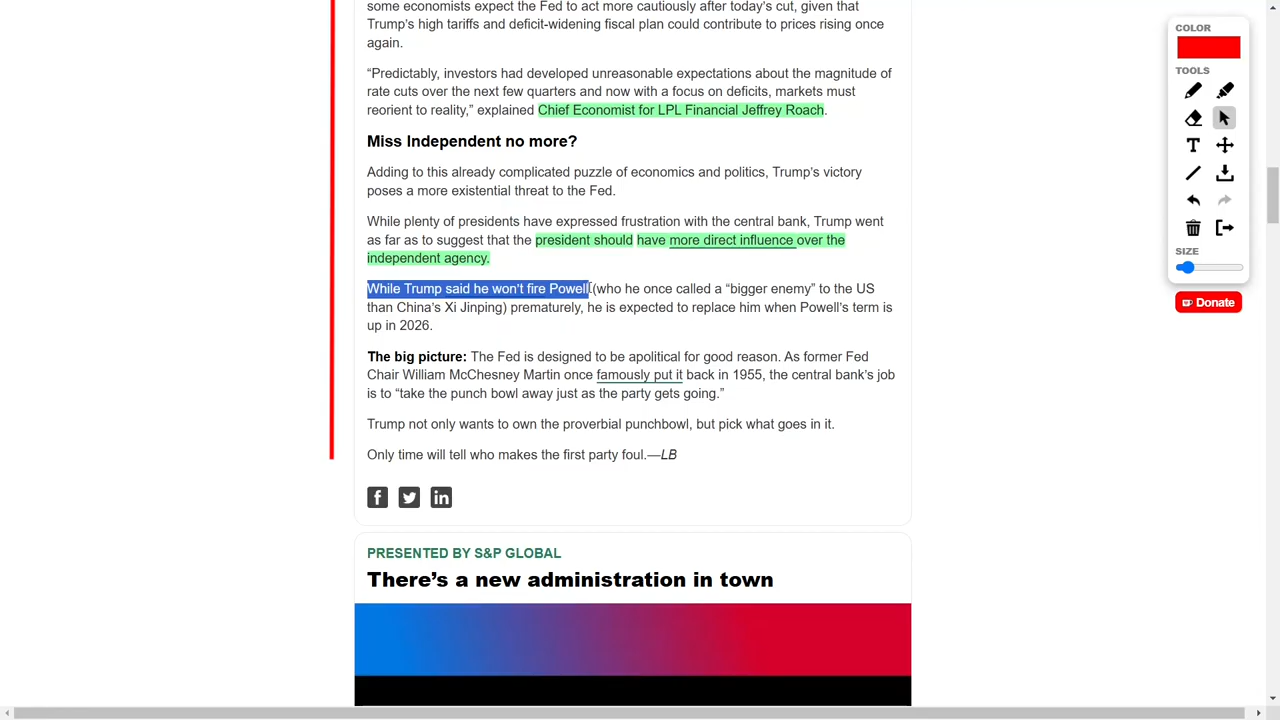 some economists expect the Fed to act more cautiously after today's cut, given that
Trump's high tariffs and deficit-widening fiscal plan could contribute to prices rising once
again.
“Predictably, investors had developed unreasonable expectations about the magnitude of
rate cuts over the next few quarters and now with a focus on deficits, markets must
reorient to reality,” explained Chief Economist for LPL Financial Jeffrey Roach.
Miss Independent no more?
Adding to this already complicated puzzle of economics and politics, Trump’s victory
poses a more existential threat to the Fed.
While plenty of presidents have expressed frustration with the central bank, Trump went
as far as to suggest that the president should have more direct influence over the
independent agency.
While Trump said he won’t fire Powell (who he once called a “bigger enemy” to the US
than China’s Xi Jinping) prematurely, he is expected to replace him when Powell’s term is
up in 2026.
The big picture: The Fed is designed to be apolitical for good reason. As former Fed
Chair William McChesney Martin once famously put it back in 1955, the central bank’s job
is to “take the punch bowl away just as the party gets going.”
Trump not only wants to own the proverbial punchbowl, but pick what goes in it.
Only time will tell who makes the first party foul.—LB
PRESENTED BY S&P GLOBAL
There’s a new administration in town
COLOR
TOOLS
SIZE
Donate